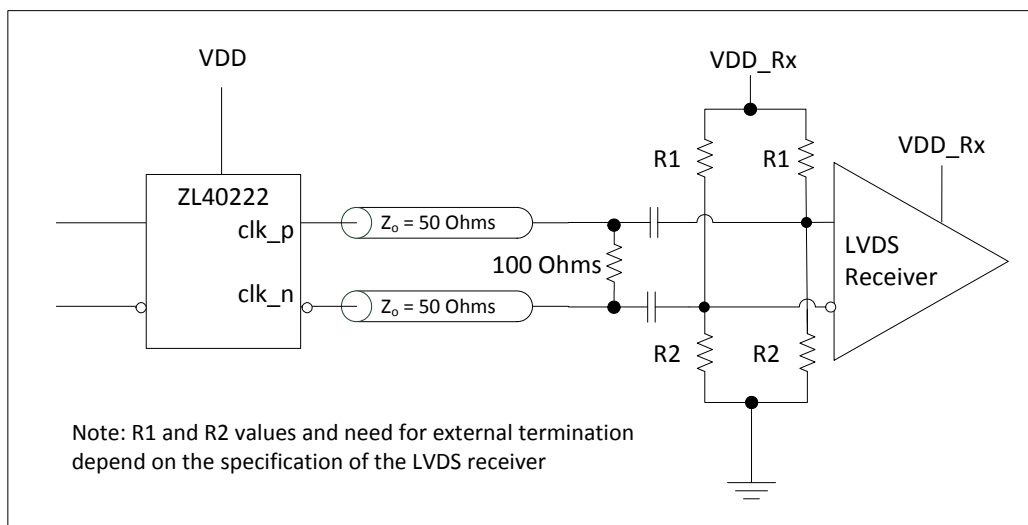 VDD
VDD_Rx
R1
R1
VDD_Rx
ZL40222
clk_p
Zo = 50 Ohms
LVDS
Receiver
100 Ohms
clk_n
Zo = 50 Ohms
R2
R2
Note: R1 and R2 values and need for external termination
depend on the specification of the LVDS receiver